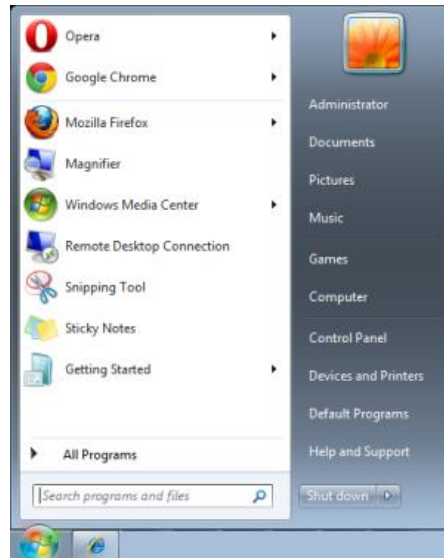 Opera
Google Chrome
Mozilla Firefox
Magnifier
Windows Media Center
Remote Desktop Connection
Snipping Tool
Sticky Notes
Getting Started
All Programs
Search programs and files
Administrator
Documents
Pictures
Music
Games
Computer
Control Panel
Devices and Printers
Default Programs
Help and Support
Shut down